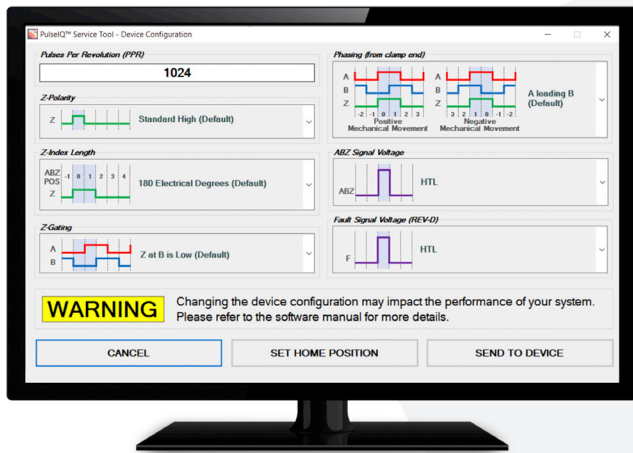 PulseIQ™ Service Tool - Device Configuration
Pulses Per Revolution (PPR)
1024
Z-Polarity
Z
Standard High (Default)
Z-Index Length
ABZ
POS
-1 0 1 2 3 4
Z
180 Electrical Degrees (Default)
Z-Gating
A
B
Z at B is Low (Default)
Phasing (from clamp end)
A
B
Z
-2 -1 0 1 2 3
Positive
Mechanical Movement
A
B
Z
3 2 1 0 -1 -2
Negative
Mechanical Movement
A leading B
(Default)
ABZ Signal Voltage
ABZ
HTL
Fault Signal Voltage (REV-D)
F
HTL
WARNING
Changing the device configuration may impact the performance of your system.
Please refer to the software manual for more details.
CANCEL
SET HOME POSITION
SEND TO DEVICE